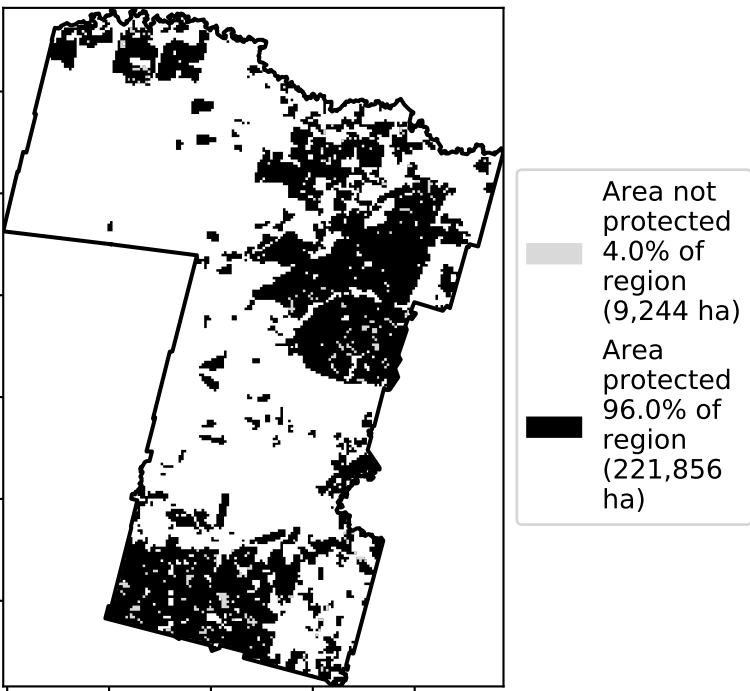 Area not
protected
4.0% of
region
(9,244 ha)
Area
protected
96.0% of
region
(221,856
ha)